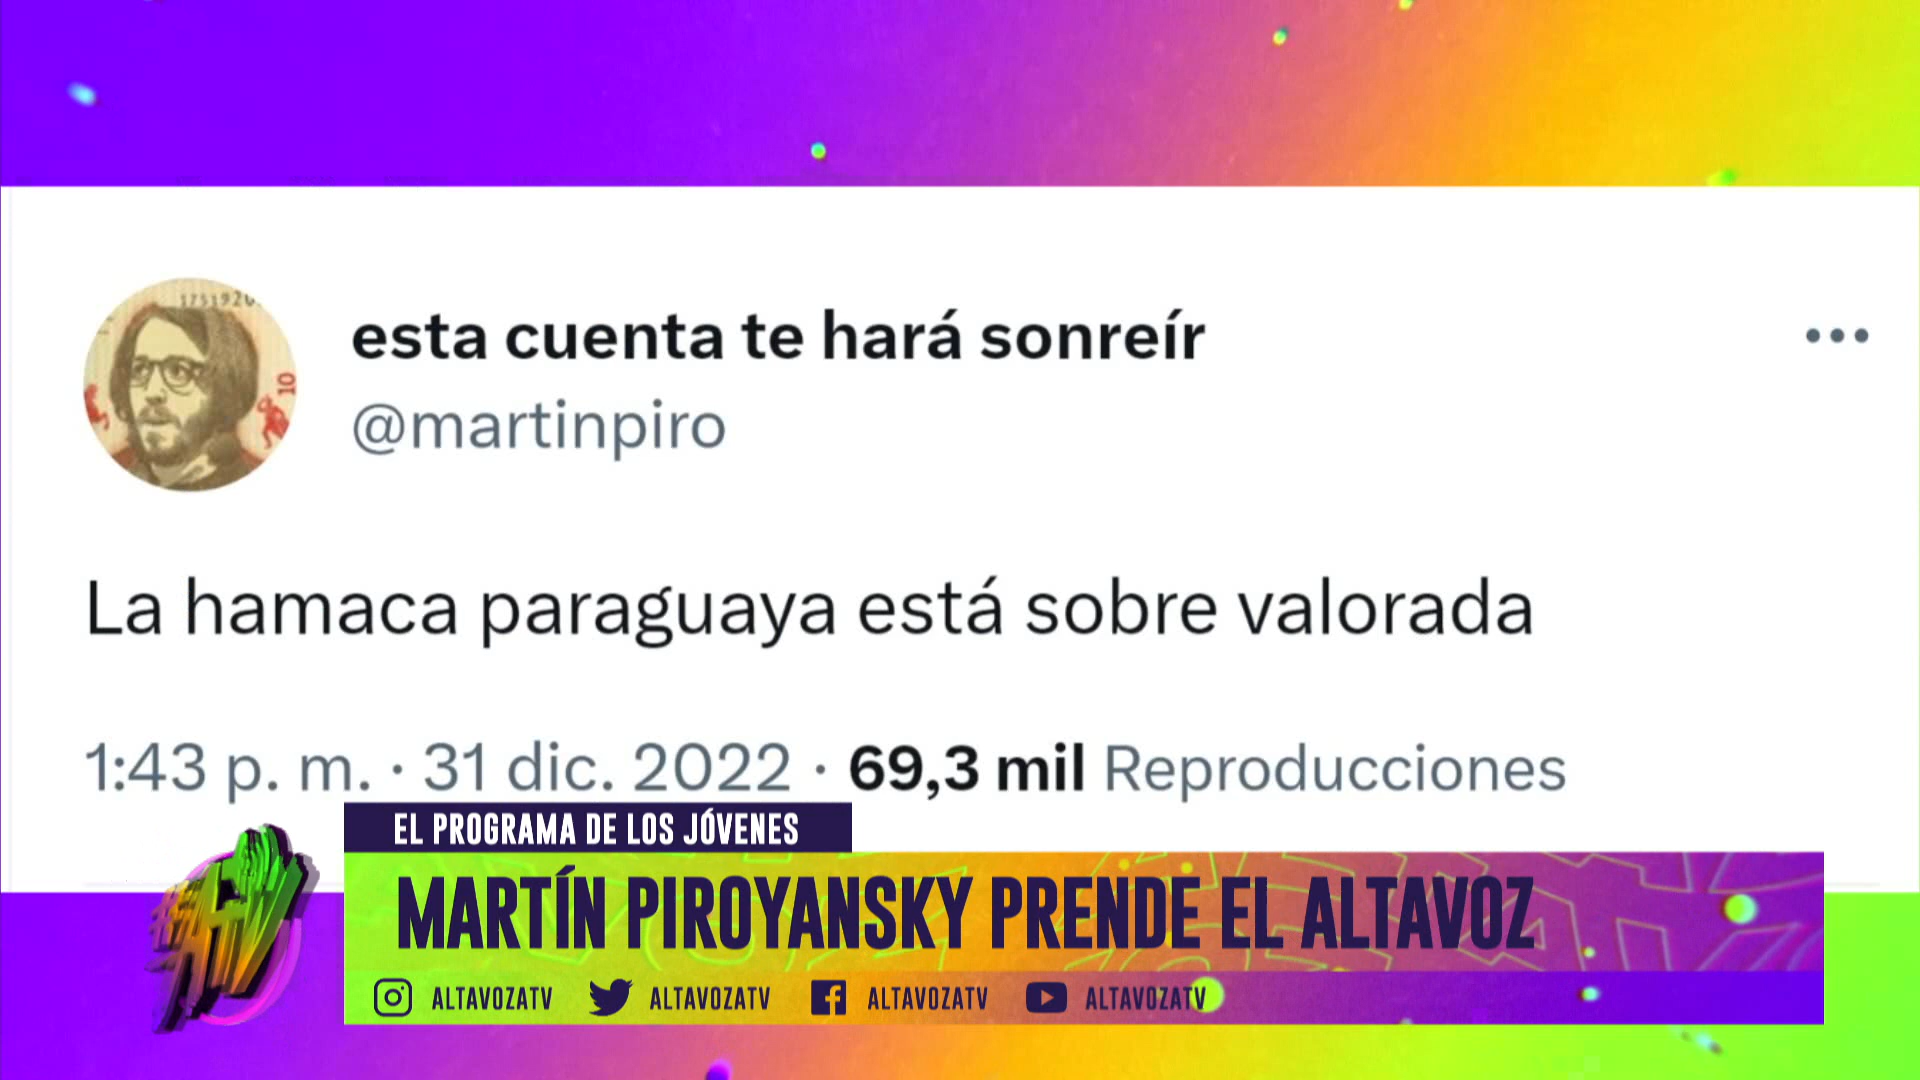 esta cuenta te hará sonreír
@martinpiro
La hamaca paraguaya está sobre valorada
1:43 p. m. · 31 dic. 2022 · 69,3 mil Reproducciones
EL PROGRAMA DE LOS JÓVENES
MARTÍN PIROYANSKY PRENDE EL ALTAVOZ
ALTAVOZATV ALTAVOZATV ALTAVOZATV ALTAVOZATV